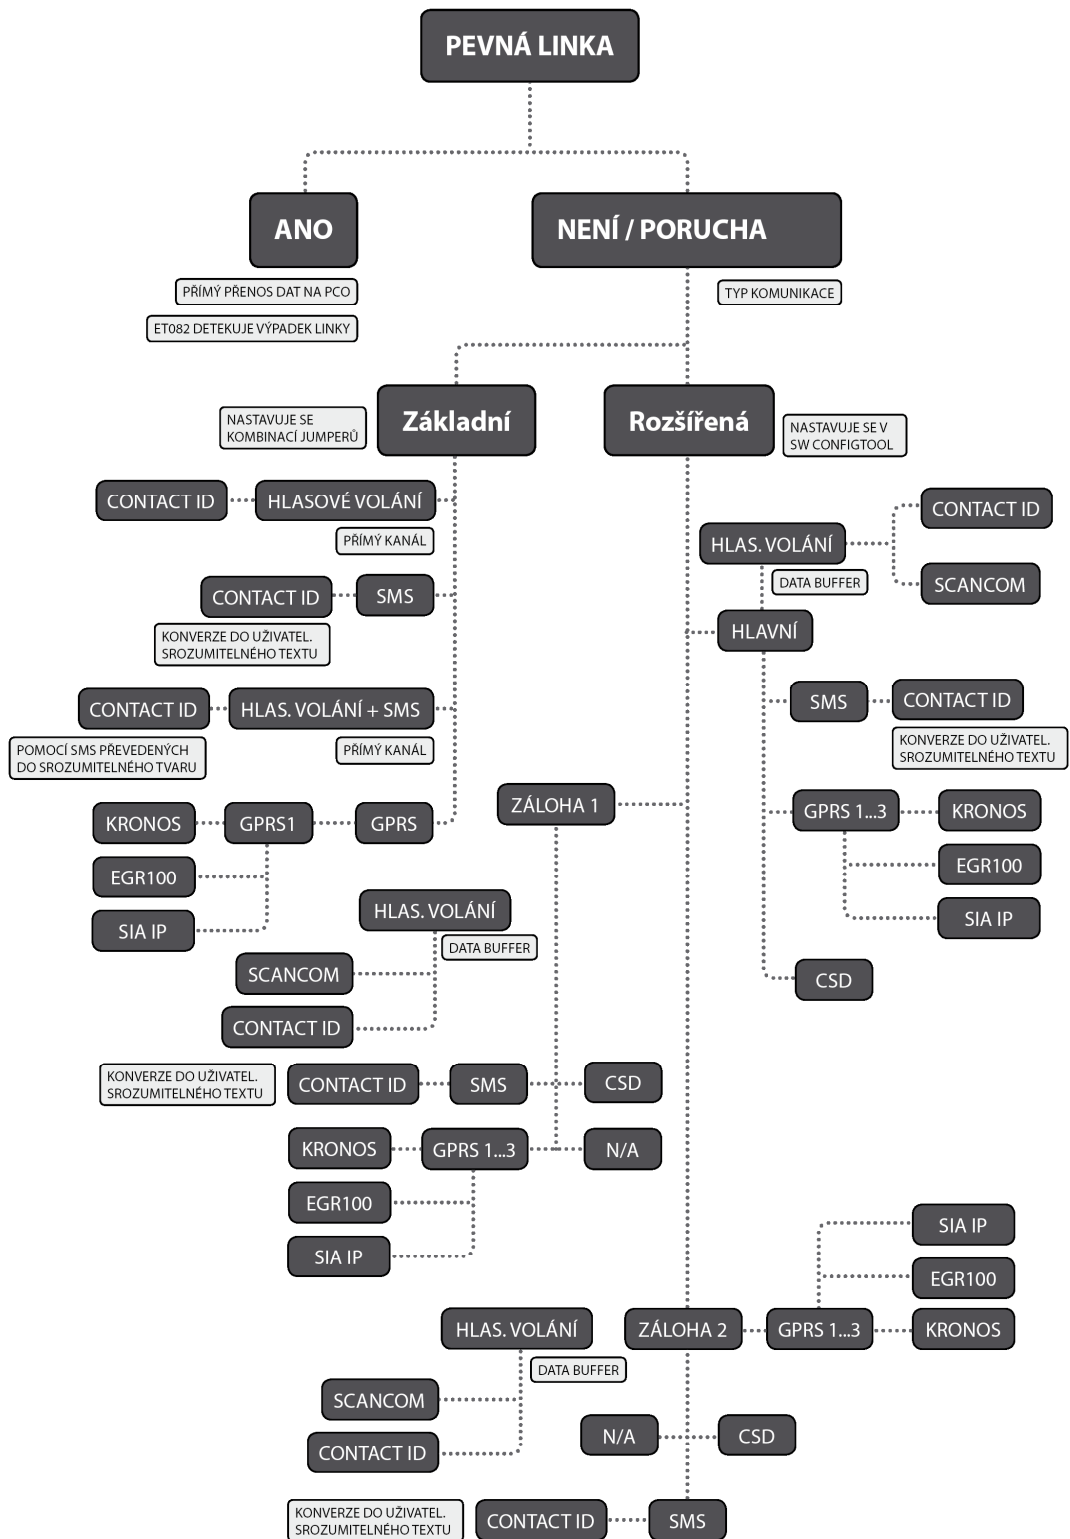 PEVNÁ LINKA
ANO
NENÍ / PORUCHA
PŘÍMÝ PŘENOS DAT NA PCO
TYP KOMUNIKACE
ET082 DETEKUJE VÝPADEK LINKY
NASTAVUJE SE
KOMBINACÍ JUMPERŮ
Základní
Rozšířená
NASTAVUJE SE V
SW CONFIGTOOL
CONTACT ID
HLASOVÉ VOLÁNÍ
PŘÍMÝ KANÁL
CONTACT ID
SMS
KONVERZE DO UŽIVATEL.
SROZUMITELNÉHO TEXTU
CONTACT ID
HLAS. VOLÁNÍ + SMS
POMOCÍ SMS PŘEVEDENÝCH
DO SROZUMITELNÉHO TVARU
PŘÍMÝ KANÁL
KRONOS
GPRS1
GPRS
EGR100
SIA IP
HLAS. VOLÁNÍ
DATA BUFFER
CONTACT ID
SCANCOM
HLAVNÍ
SMS
CONTACT ID
KONVERZE DO UŽIVATEL.
SROZUMITELNÉHO TEXTU
GPRS 1...3
KRONOS
EGR100
SIA IP
CSD
ZÁLOHA 1
HLAS. VOLÁNÍ
DATA BUFFER
SCANCOM
CONTACT ID
KONVERZE DO UŽIVATEL.
SROZUMITELNÉHO TEXTU
CONTACT ID
SMS
CSD
KRONOS
GPRS 1...3
N/A
EGR100
SIA IP
SIA IP
EGR100
HLAS. VOLÁNÍ
ZÁLOHA 2
GPRS 1...3
KRONOS
DATA BUFFER
SCANCOM
CONTACT ID
N/A
CSD
KONVERZE DO UŽIVATEL.
SROZUMITELNÉHO TEXTU
CONTACT ID
SMS